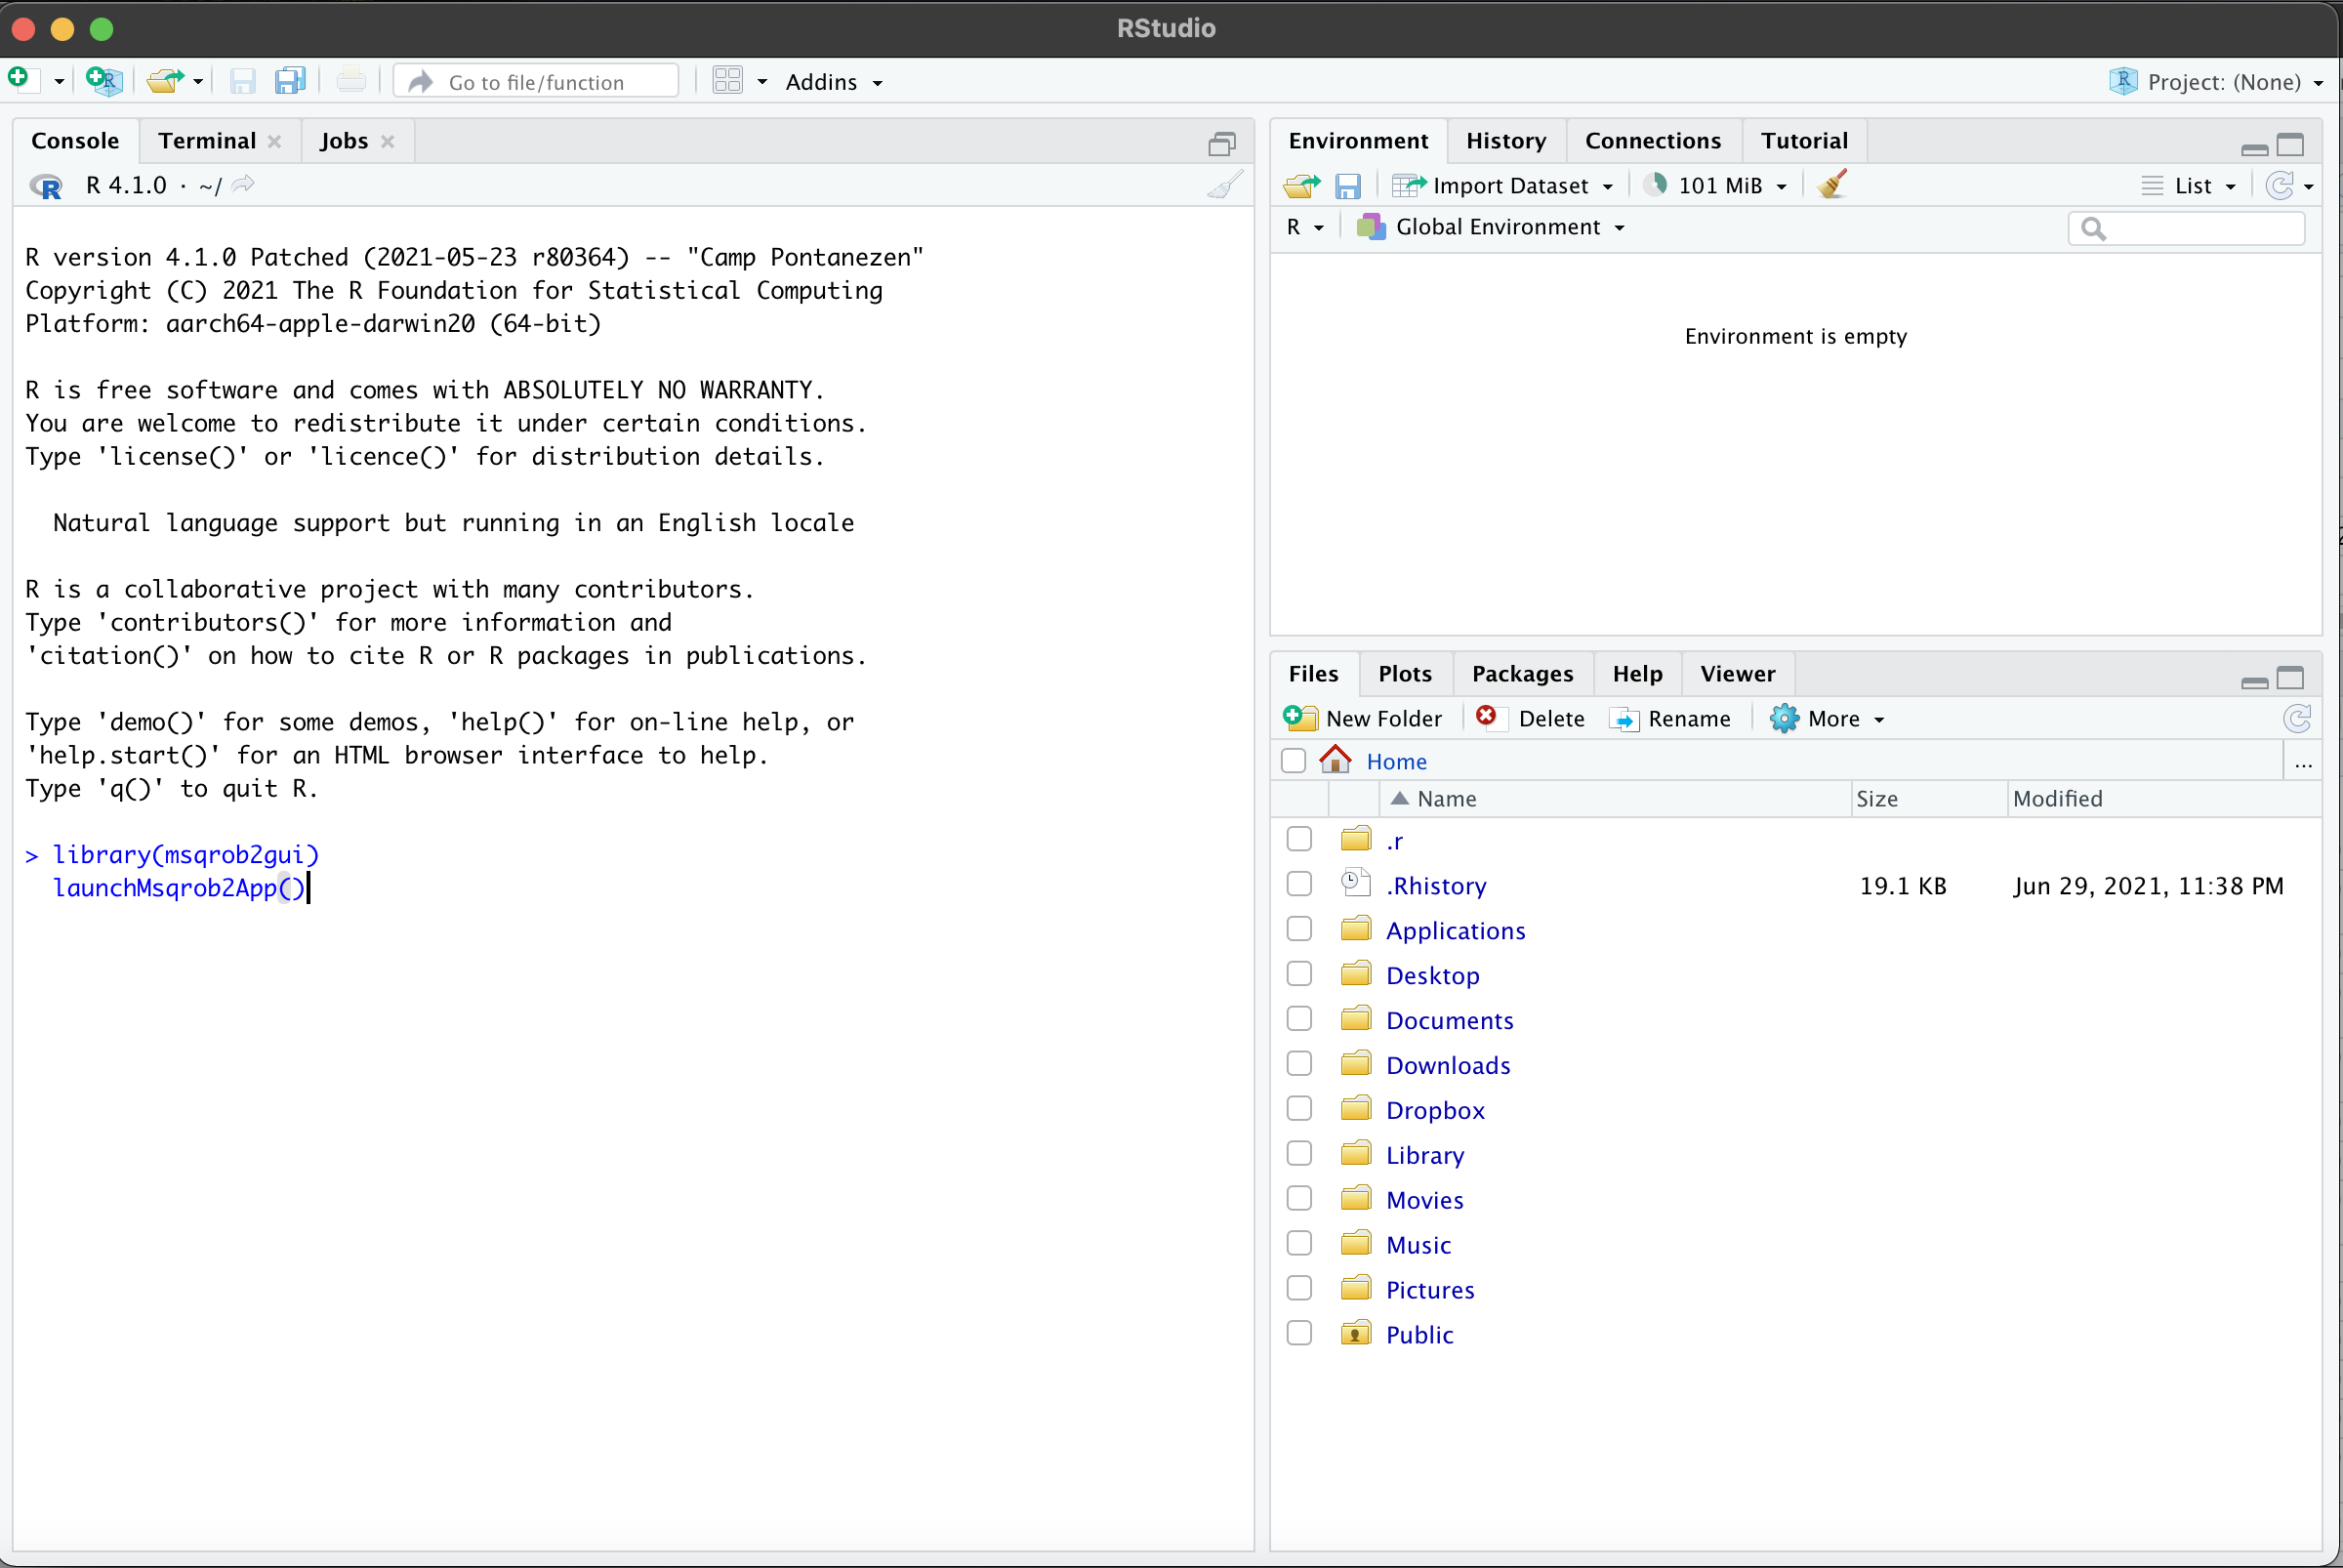 RStudio
Go to file/function
Addins
Project: (None)
Console
Terminal
Jobs
R 4.1.0 · ~/
R version 4.1.0 Patched (2021-05-23 r80364) -- "Camp Pontanezen"
Copyright (C) 2021 The R Foundation for Statistical Computing
Platform: aarch64-apple-darwin20 (64-bit)
R is free software and comes with ABSOLUTELY NO WARRANTY.
You are welcome to redistribute it under certain conditions.
Type 'license()' or 'licence()' for distribution details.
Natural language support but running in an English locale
R is a collaborative project with many contributors.
Type 'contributors()' for more information and
'citation()' on how to cite R or R packages in publications.
Type 'demo()' for some demos, 'help()' for on-line help, or
'help.start()' for an HTML browser interface to help.
Type 'q()' to quit R.
> library(msqrob2gui)
launchMsqrob2App()
Environment
History
Connections
Tutorial
Import Dataset
101 MiB
List
R
Global Environment
Environment is empty
Files
Plots
Packages
Help
Viewer
New Folder
Delete
Rename
More
Home
...
Name
Size
Modified
.r
.Rhistory 19.1 KB Jun 29, 2021, 11:38 PM
Applications
Desktop
Documents
Downloads
Dropbox
Library
Movies
Music
Pictures
Public